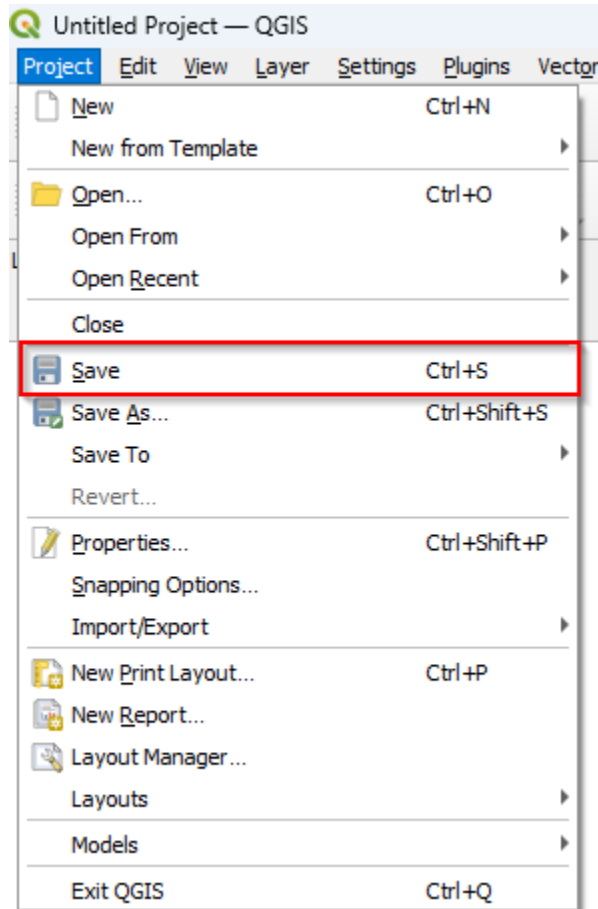 Untitled Project — QGIS
Project Edit View Layer Settings Plugins Vector
New Ctrl+N
New from Template
Open... Ctrl+O
Open From
Open Recent
Close
Save Ctrl+S
Save As... Ctrl+Shift+S
Save To
Revert...
Properties... Ctrl+Shift+P
Snapping Options...
Import/Export
New Print Layout... Ctrl+P
New Report...
Layout Manager...
Layouts
Models
Exit QGIS Ctrl+Q